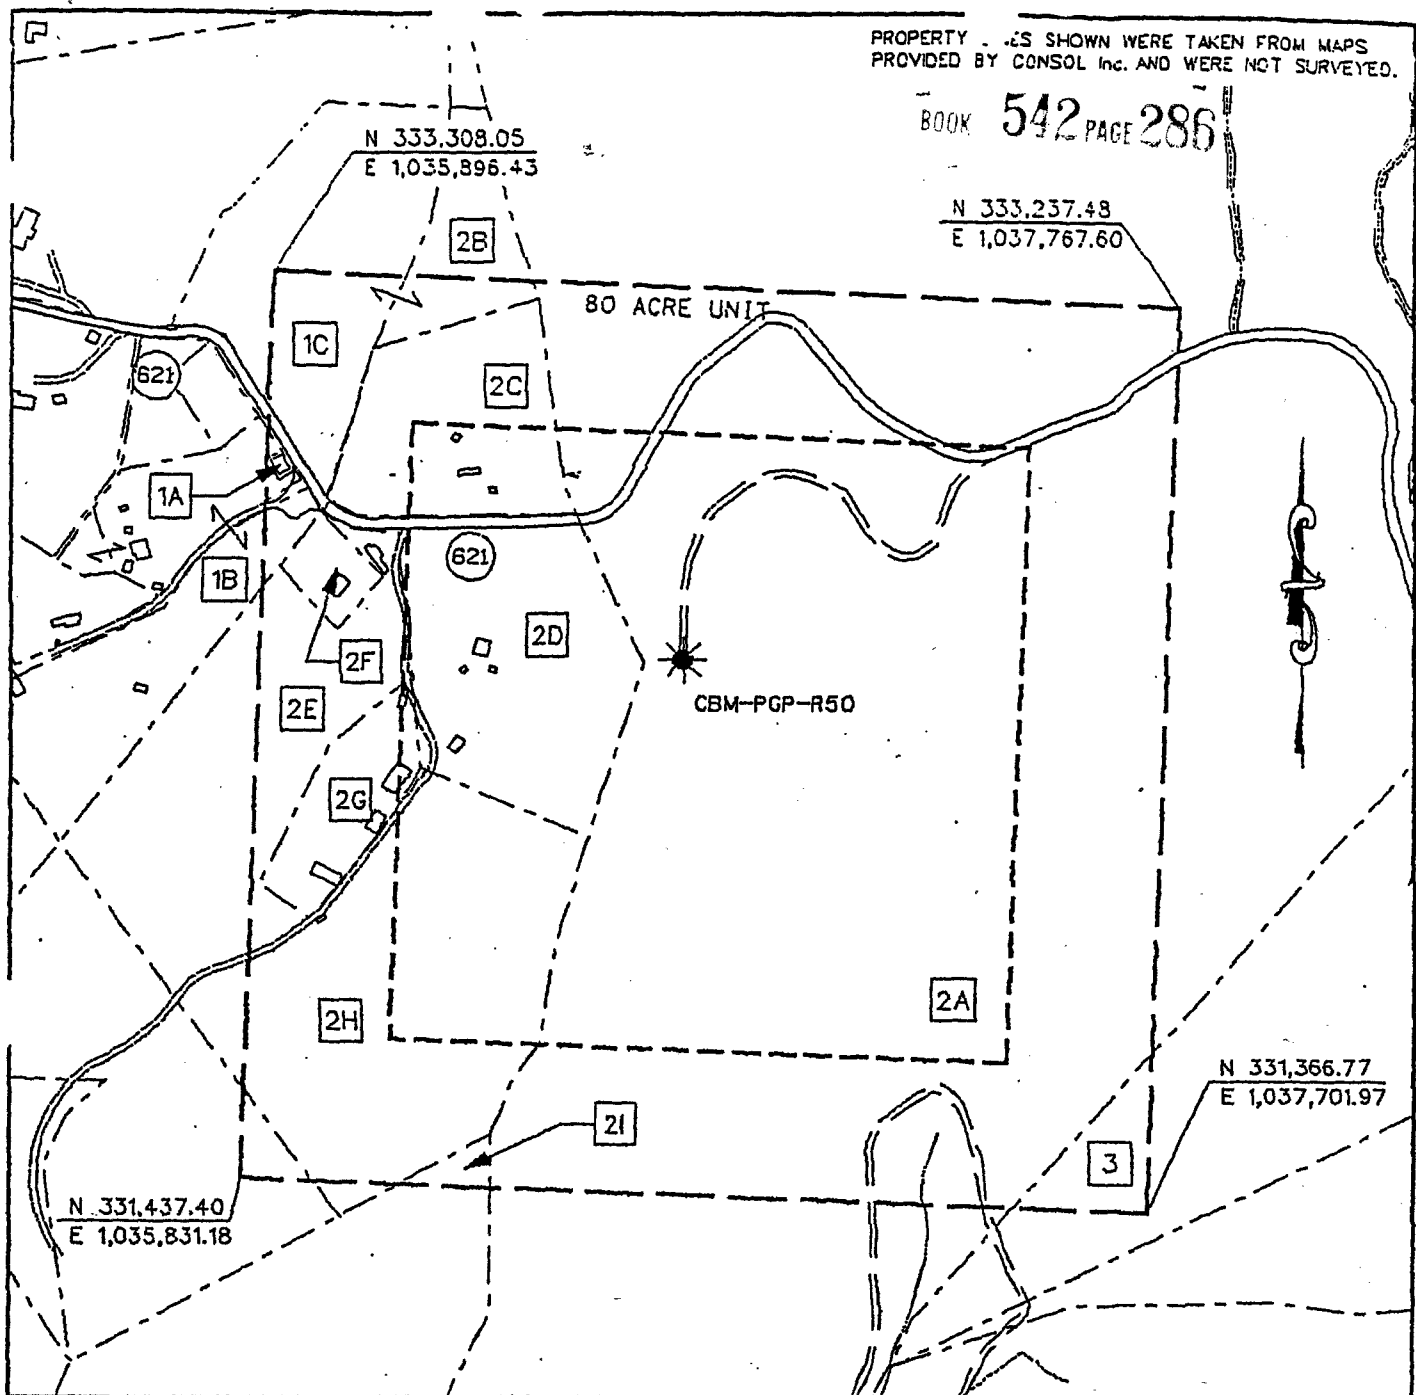 PROPERTY SHOWN WERE TAKEN FROM MAPS
PROVIDED BY CONSOL Inc. AND WERE NOT SURVEYED.
BOOK 542 PAGE 286
N 333,308.05
E 1,035,896.43
N 333,237.48
E 1,037,767.60
2B
80 ACRE UNIT
1C
621
2C
1A
621
1B
2D
2F
2E
CBM-PGP-R50
2G
2A
2H
N 331,366.77
E 1,037,701.97
2I
3
N 331,437.40
E 1,035,831.18